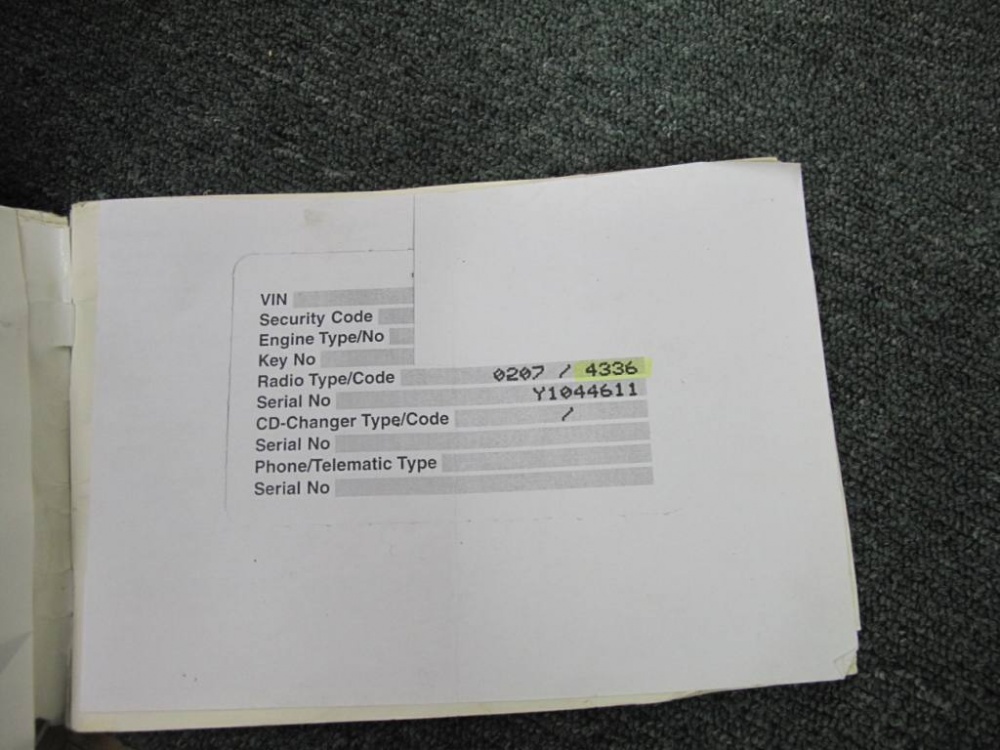 VIN
Security Code
Engine Type/No
Key No
Radio Type/Code 0207 / 4336
Serial No Y1044611
CD-Changer Type/Code /
Serial No
Phone/Telematic Type
Serial No